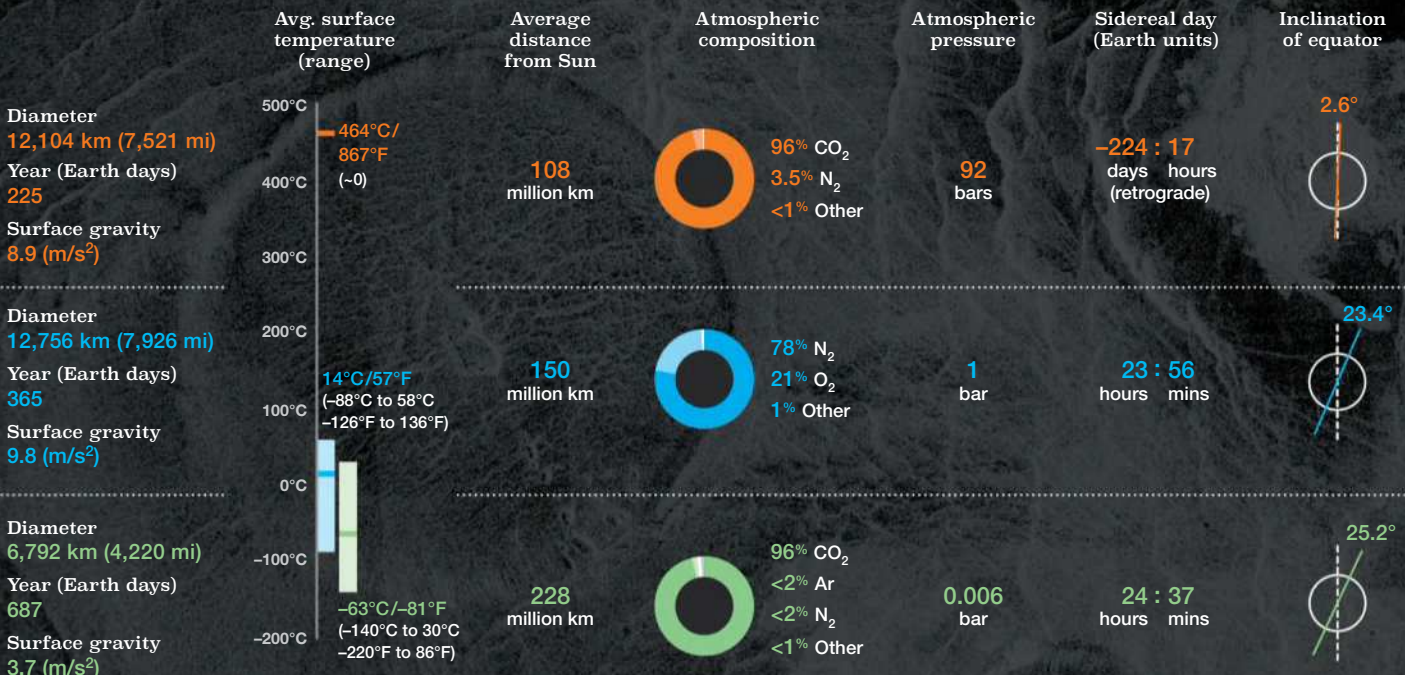 Avg. surface
temperature
(range)
Average
distance
from Sun
Atmospheric
composition
Atmospheric
pressure
Sidereal day
(Earth units)
Inclination
of equator
Diameter
12,104 km (7,521 mi)
Year (Earth days)
225
Surface gravity
8.9 (m/s²)
500°C
400°C
300°C
200°C
100°C
0°C
–100°C
–200°C
464°C/
867°F
(~0)
108
million km
96% CO₂
3.5% N₂
<1% Other
92
bars
–224 : 17
days hours
(retrograde)
2.6°
Diameter
12,756 km (7,926 mi)
Year (Earth days)
365
Surface gravity
9.8 (m/s²)
14°C/57°F
(–88°C to 58°C
–126°F to 136°F)
150
million km
78% N₂
21% O₂
1% Other
1
bar
23 : 56
hours mins
23.4°
Diameter
6,792 km (4,220 mi)
Year (Earth days)
687
Surface gravity
3.7 (m/s²)
–63°C/–81°F
(–140°C to 30°C
–220°F to 86°F)
228
million km
96% CO₂
<2% Ar
<2% N₂
<1% Other
0.006
bar
24 : 37
hours mins
25.2°